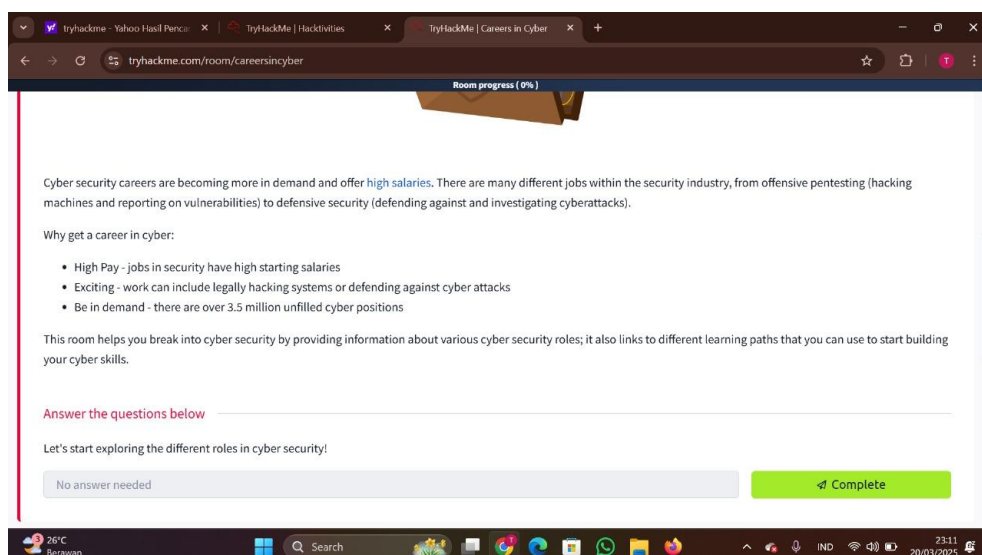 tryhackme - Yahoo Hasil Pencar
TryHackMe | Hacktivities
TryHackMe | Careers in Cyber
tryhackme.com/room/careersincyber
T
Room progress ( 0% )
Cyber security careers are becoming more in demand and offer high salaries. There are many different jobs within the security industry, from offensive pentesting (hacking
machines and reporting on vulnerabilities) to defensive security (defending against and investigating cyberattacks).
Why get a career in cyber:
• High Pay - jobs in security have high starting salaries
• Exciting - work can include legally hacking systems or defending against cyber attacks
• Be in demand - there are over 3.5 million unfilled cyber positions
This room helps you break into cyber security by providing information about various cyber security roles; it also links to different learning paths that you can use to start building
your cyber skills.
Answer the questions below
Let's start exploring the different roles in cyber security!
No answer needed
Complete
3
26°C
Berawan
Search
IND
23:11
20/03/2025